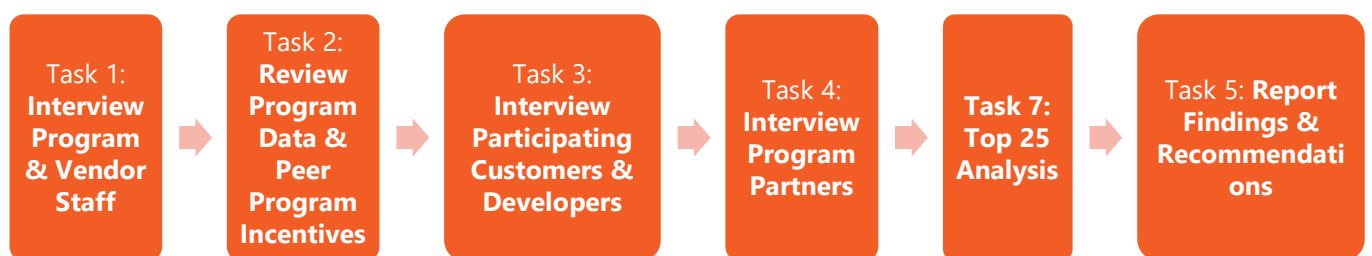 Task 1:
Interview
Program
& Vendor
Staff
Task 2:
Review
Program
Data &
Peer
Program
Incentives
Task 3:
Interview
Participating
Customers &
Developers
Task 4:
Interview
Program
Partners
Task 7:
Top 25
Analysis
Task 5: Report
Findings &
Recommendati
ons